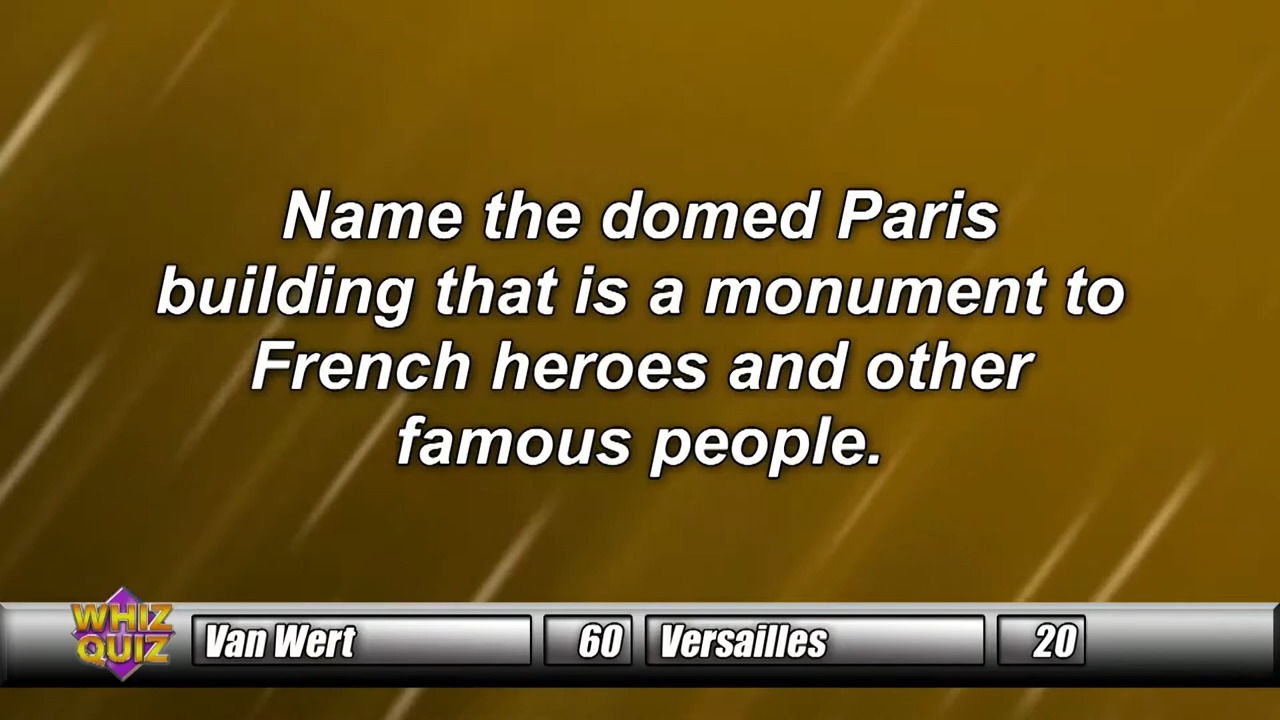 Name the domed Paris
building that is a monument to
French heroes and other
famous people.
WHIZ
QUIZ
Van Wert 60 Versailles 20